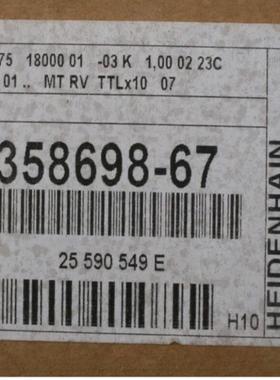 75 18000 01 -03 K 1,00 02 23C
01 .. MT RV TTLx10 07
358698-67
25 590 549 E
H10
HEIDENHAIN